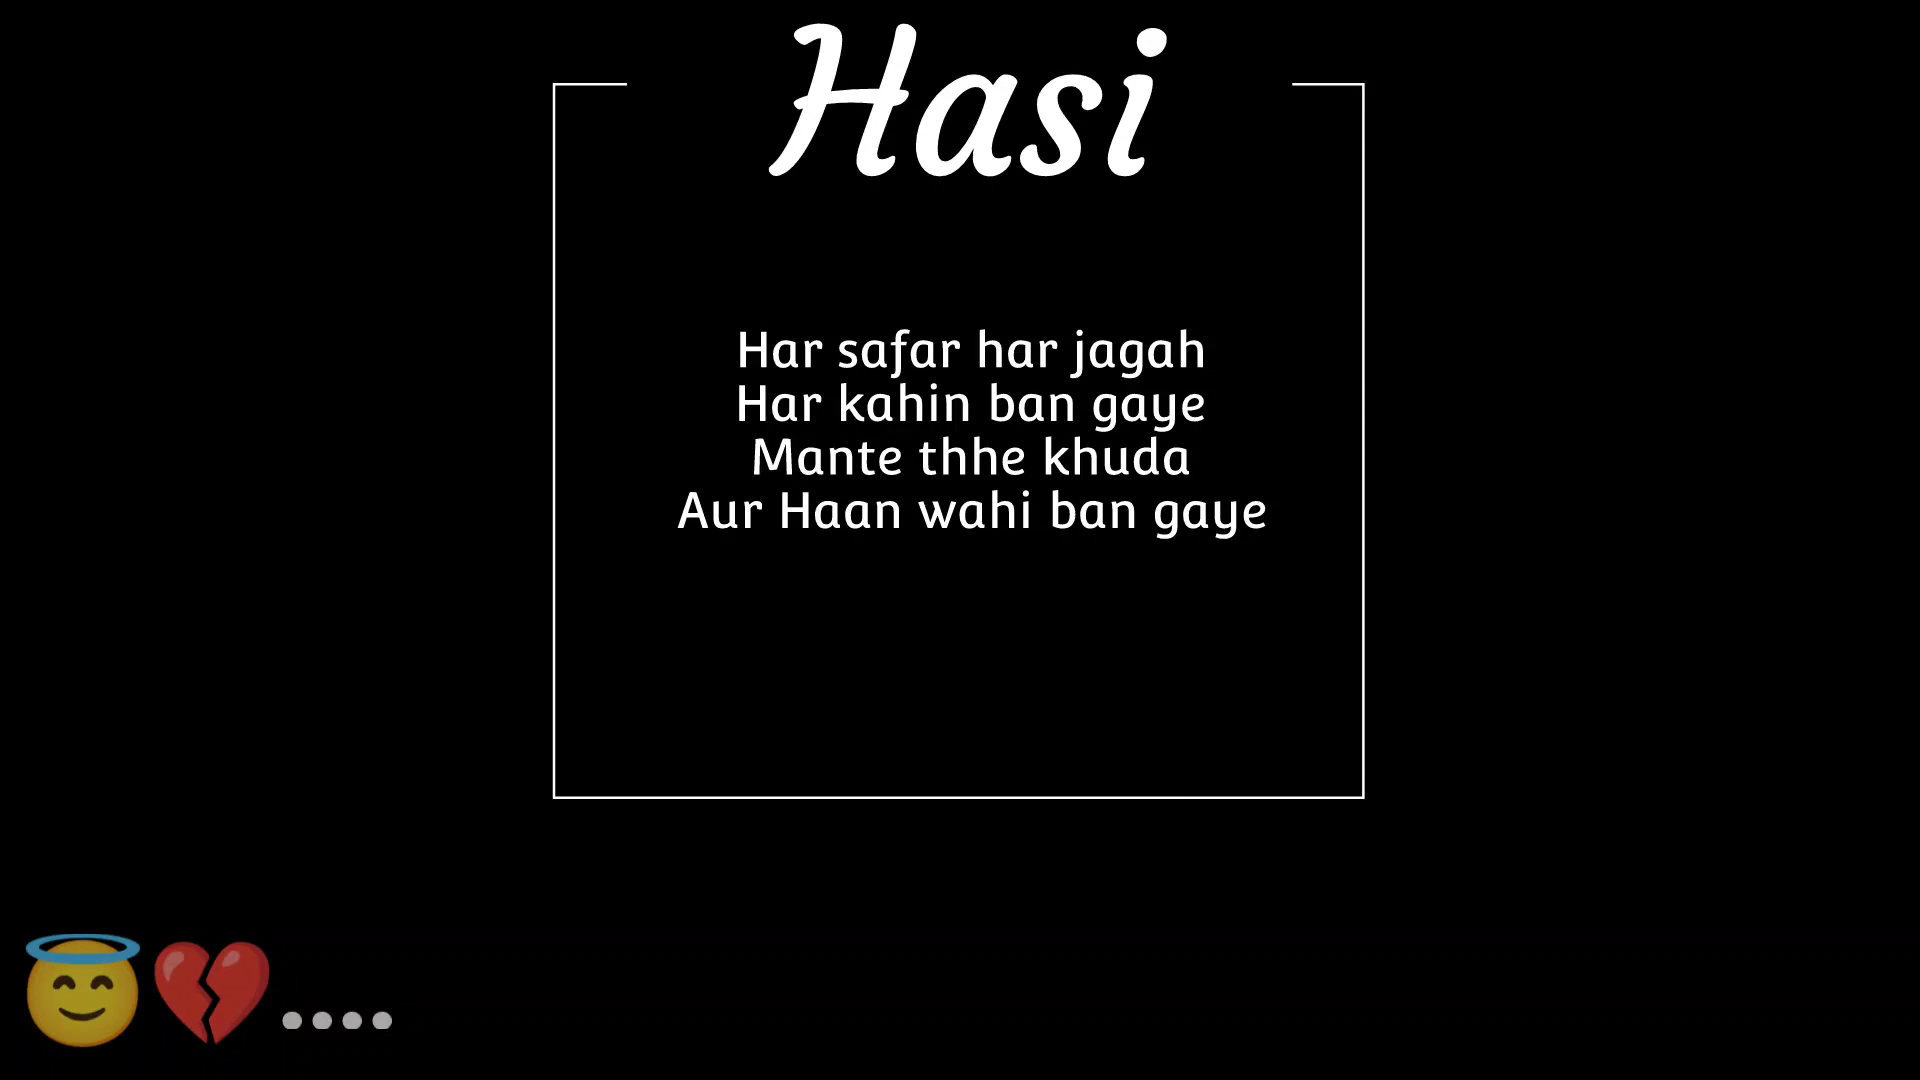 Hasi
Har safar har jagah
Har kahin ban gaye
Mante thhe khuda
Aur Haan wahi ban gaye
😇💔....